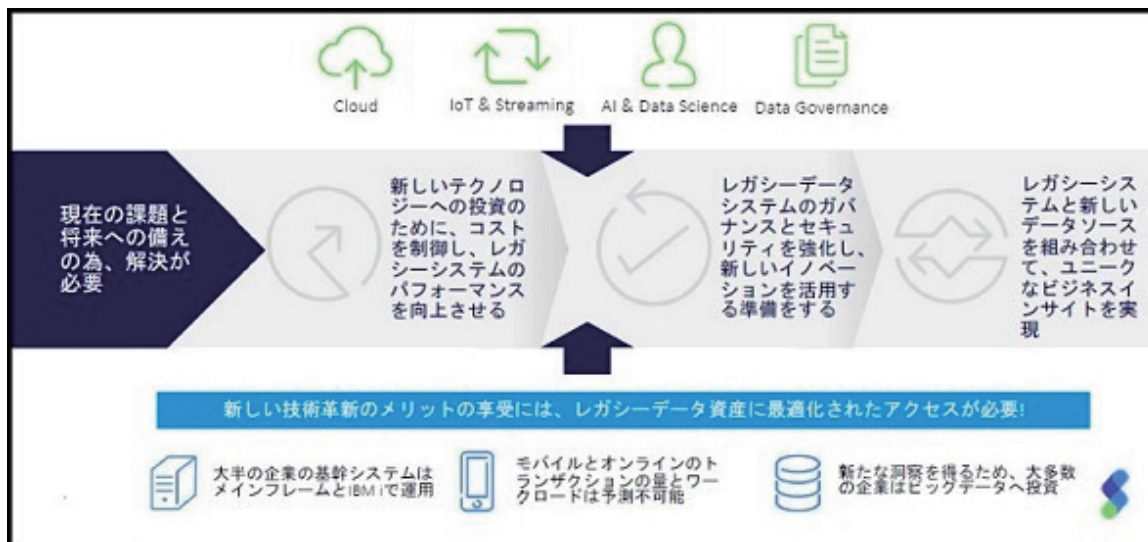 Cloud
IoT & Streaming
AI & Data Science
Data Governance
現在の課題と
将来への備え
の為、解決が
必要
新しいテクノロ
ジーへの投資の
ために、コスト
を制御し、レガ
シーシステムの
パフォーマンス
を向上させる
レガシーデータ
システムのガバ
ナンスとセキュ
リティを強化し、
新しいイノベー
ションを活用す
る準備をする
レガシーシス
テムと新しい
データソース
を組み合わせ
て、ユニーク
なビジネスイ
ンサイトを実
現
新しい技術革新のメリットの享受には、レガシーデータ資産に最適化されたアクセスが必要!
大半の企業の基幹システムは
メインフレームとIBM iで運用
モバイルとオンラインのト
ランザクションの量とワー
クロードは予測不可能
新たな洞察を得るため、太多数
の企業はビッグデータへ投資